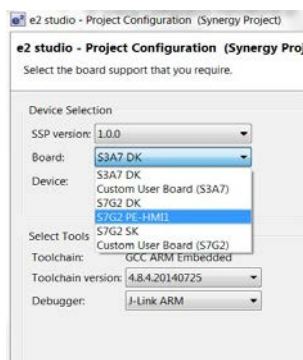 e2 studio - Project Configuration (Synergy Project)
e2 studio - Project Configuration (Synergy Proj
Select the board support that you require.
Device Selection
SSP version: 1.0.0
Board: S3A7 DK
S3A7 DK
Custom User Board (S3A7)
Device: S7G2 DK
S7G2 PE-HMI1
S7G2 SK
Custom User Board (S7G2)
Select Tools
Toolchain: GCC ARM Embedded
Toolchain version: 4.8.4.20140725
Debugger: J-Link ARM